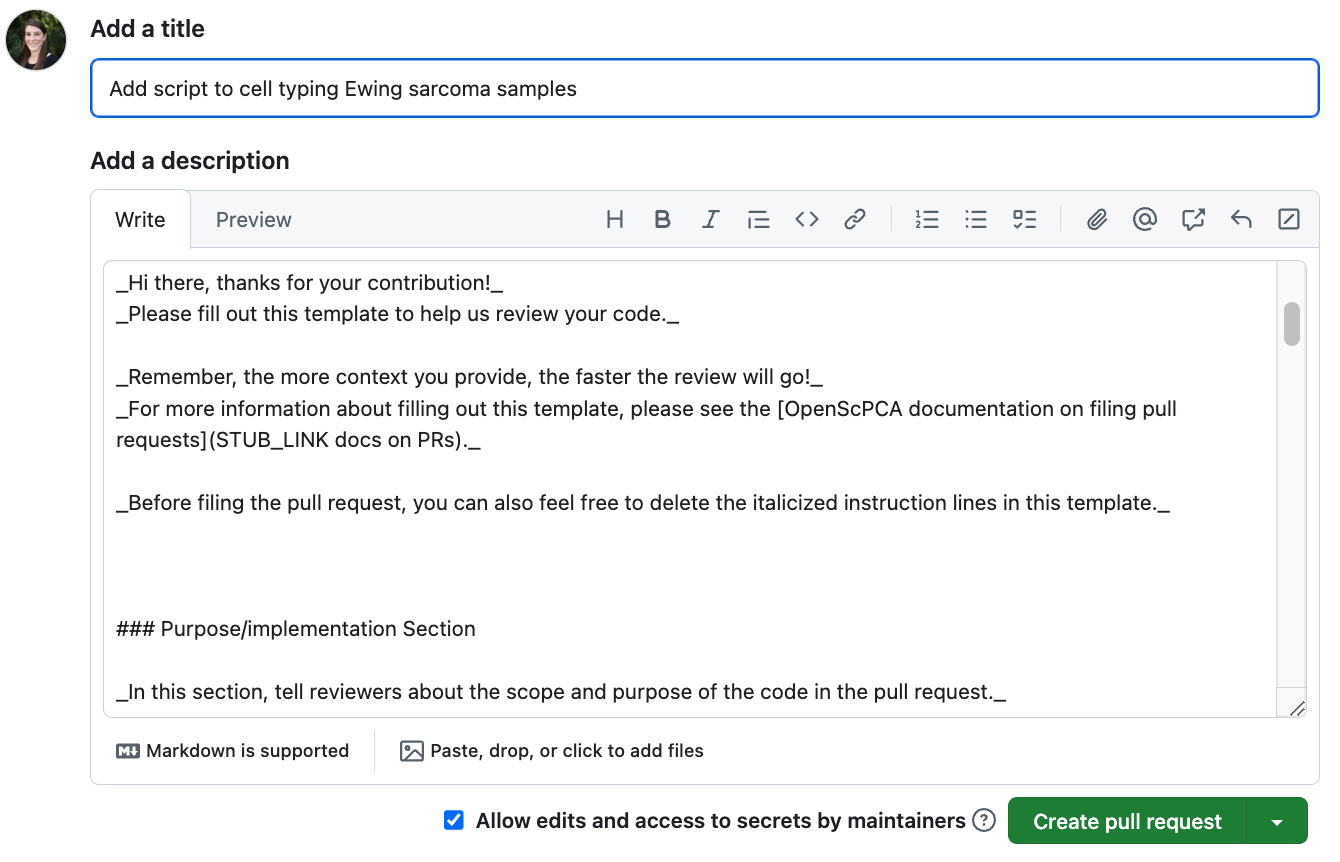 Add a title
Add script to cell typing Ewing sarcoma samples
Add a description
Write
Preview
_Hi there, thanks for your contribution!_
_Please fill out this template to help us review your code._
_Remember, the more context you provide, the faster the review will go!_
_For more information about filling out this template, please see the [OpenScPCA documentation on filing pull
requests](STUB_LINK docs on PRs)._
_Before filing the pull request, you can also feel free to delete the italicized instruction lines in this template._
### Purpose/implementation Section
_In this section, tell reviewers about the scope and purpose of the code in the pull request._
Markdown is supported
Paste, drop, or click to add files
Allow edits and access to secrets by maintainers
Create pull request